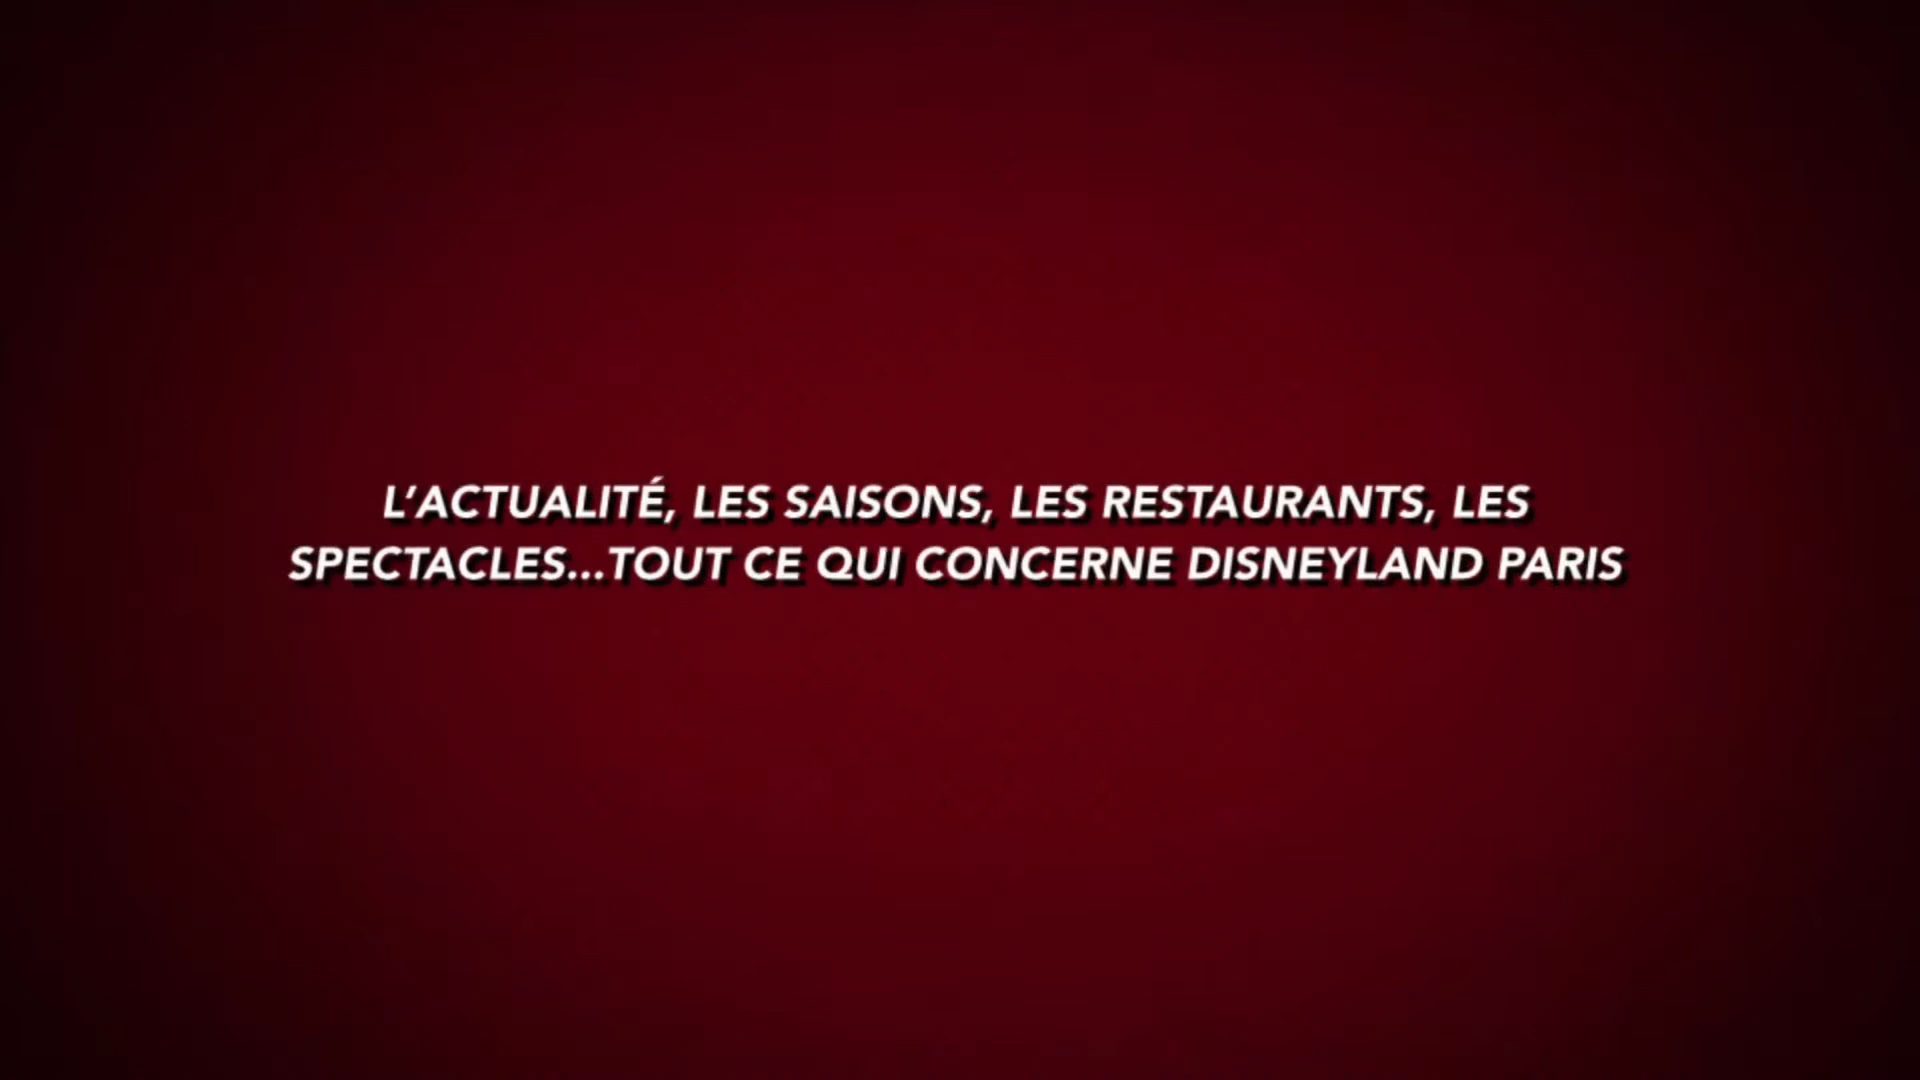 L’ACTUALITÉ, LES SAISONS, LES RESTAURANTS, LES
SPECTACLES...TOUT CE QUI CONCERNE DISNEYLAND PARIS